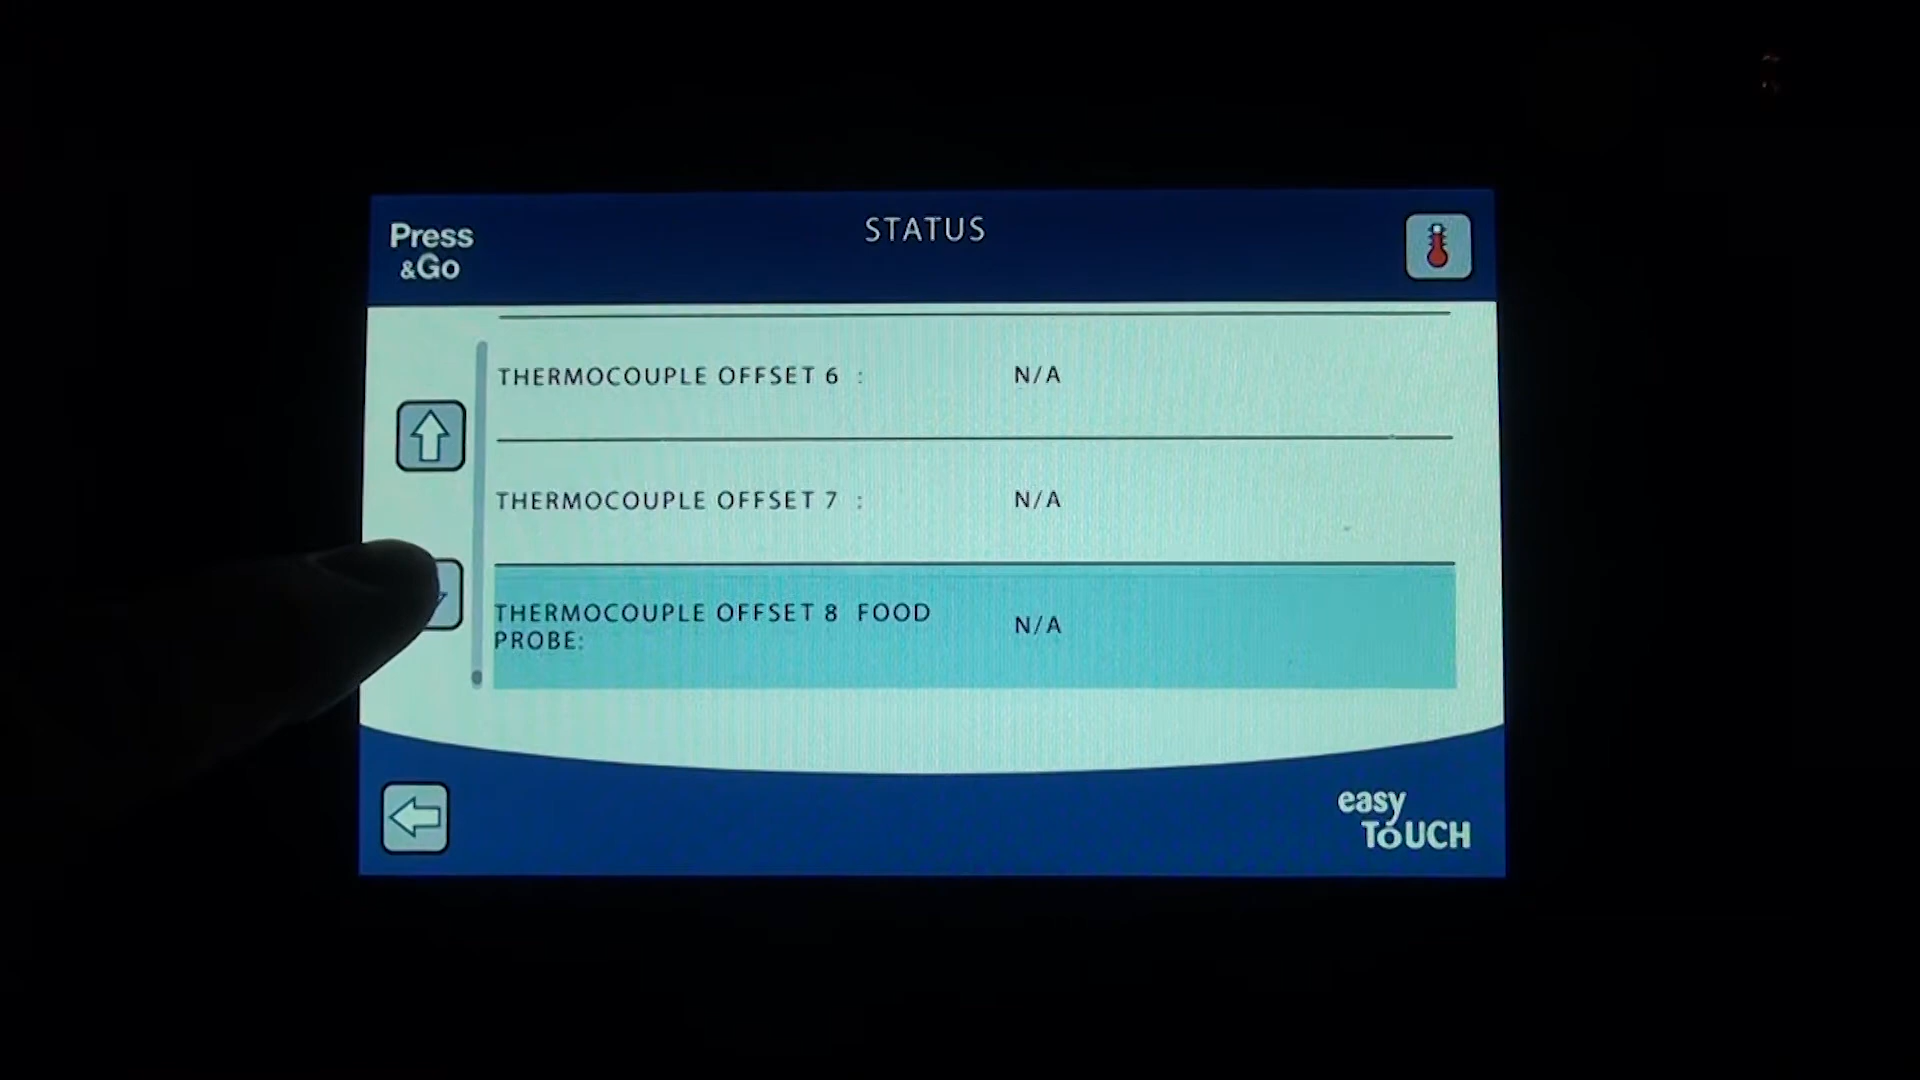 Press
&Go
STATUS
THERMOCOUPLE OFFSET 6 : N/A
THERMOCOUPLE OFFSET 7 : N/A
THERMOCOUPLE OFFSET 8 FOOD
PROBE: N/A
easy
ToUCH